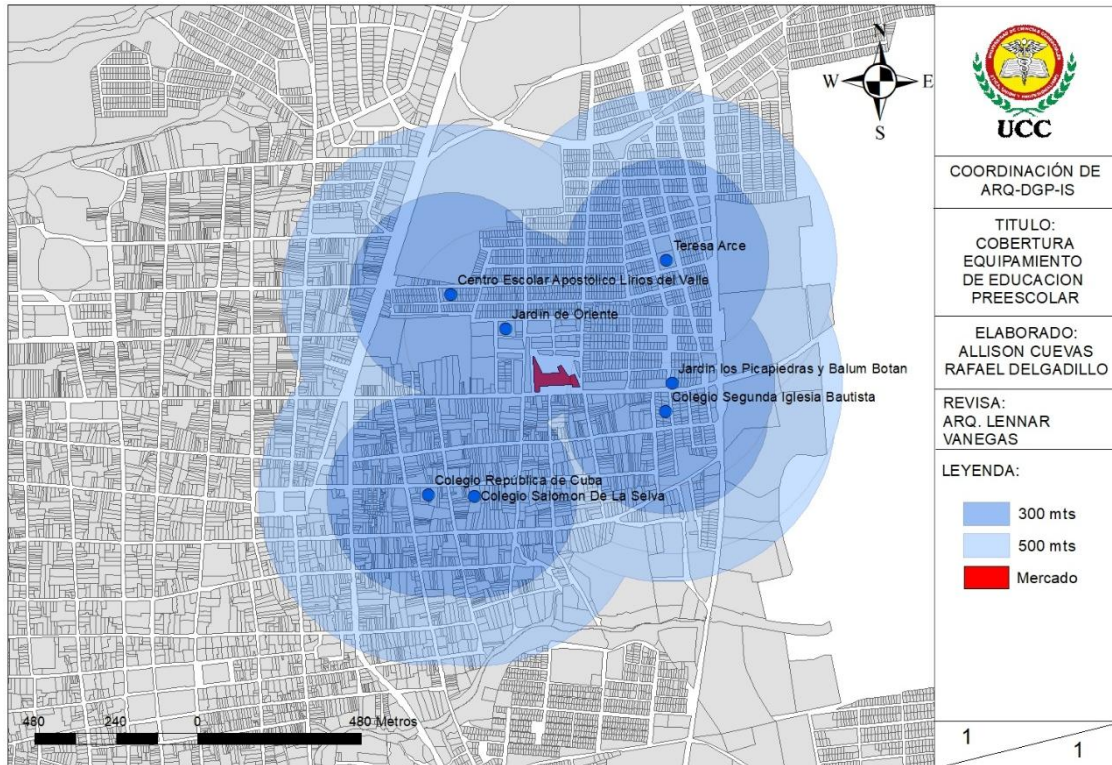 N
W
E
S
Teresa Arce
Centro Escolar Apostólico Lirios del Valle
Jardin de Oriente
Jardin los Picapiedras y Balum Botan
Colegio Segunda Iglesia Bautista
Colegio República de Cuba
Colegio Salomon De La Selva
480
240
0
480 Metros
UCC
COORDINACIÓN DE
ARQ-DGP-IS
TITULO:
COBERTURA
EQUIPAMIENTO
DE EDUCACION
PREESCOLAR
ELABORADO:
ALLISON CUEVAS
RAFAEL DELGADILLO
REVISA:
ARQ. LENNAR
VANEGAS
LEYENDA:
300 mts
500 mts
Mercado
1
1